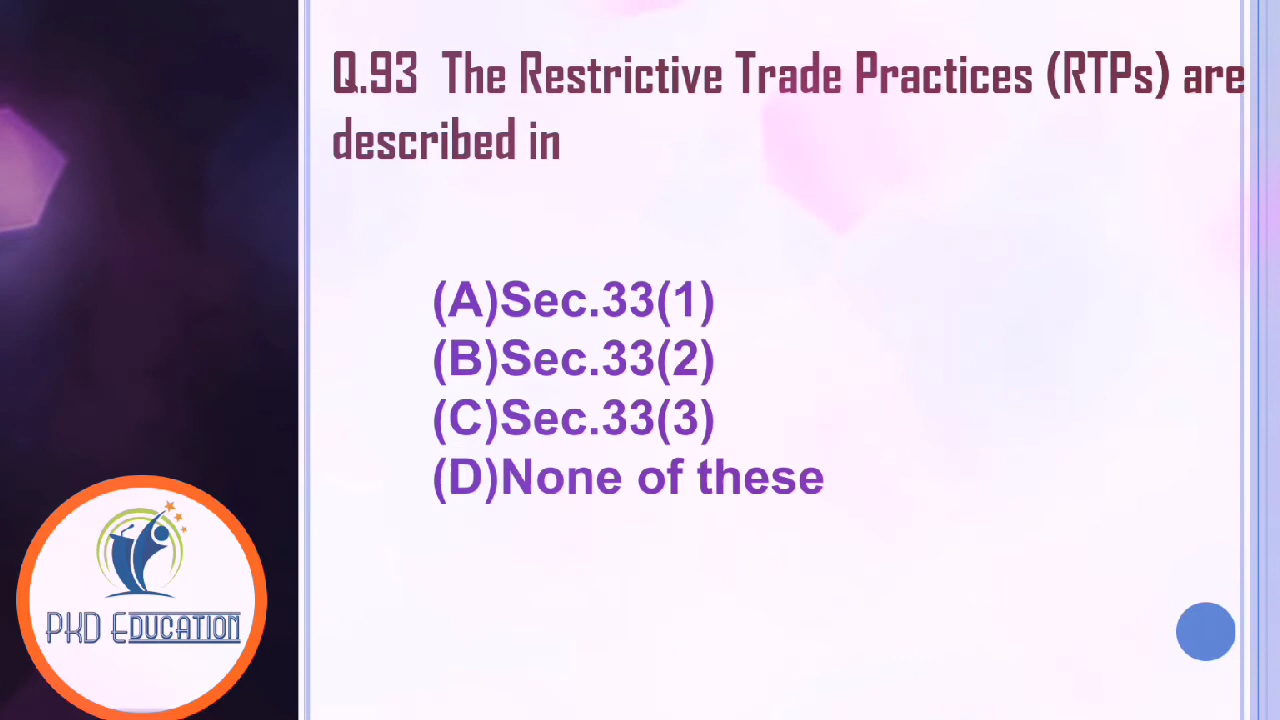 Q.93 The Restrictive Trade Practices (RTPs) are
described in
(A)Sec.33(1)
(B)Sec.33(2)
(C)Sec.33(3)
(D)None of these
PKD EDUCATION